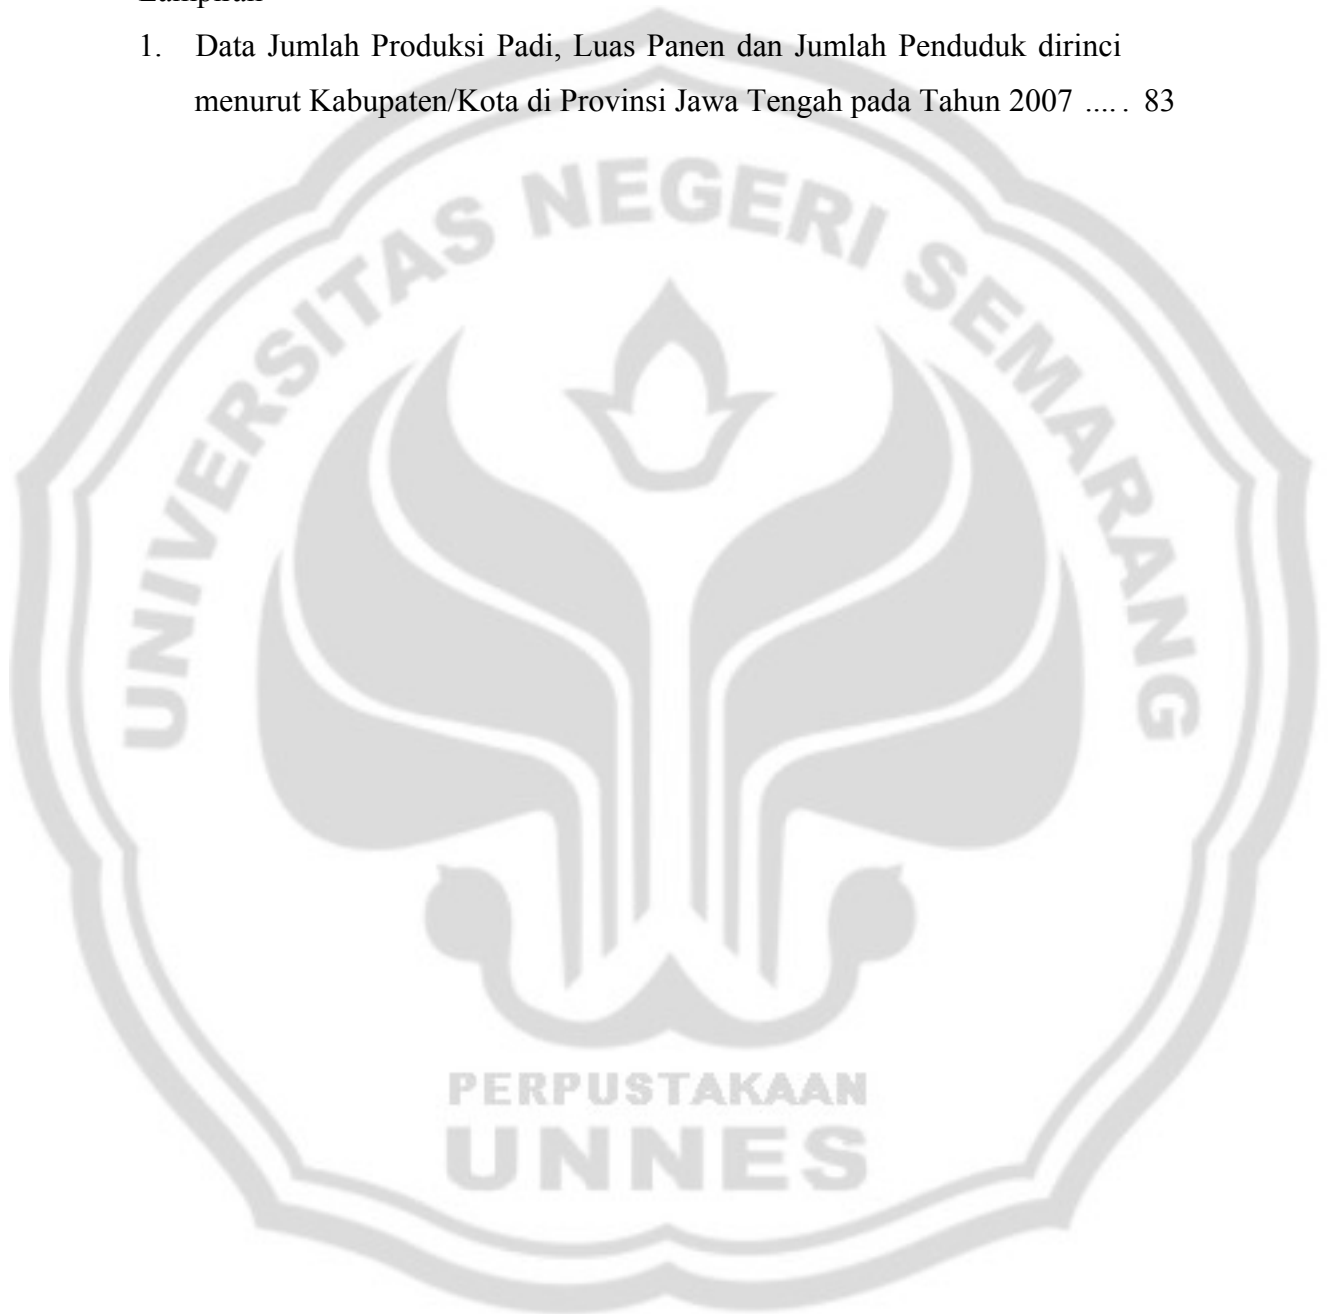 Lampiran
1. Data Jumlah Produksi Padi, Luas Panen dan Jumlah Penduduk dirinci
menurut Kabupaten/Kota di Provinsi Jawa Tengah pada Tahun 2007 ..... 83
UNIVERSITAS NEGERI SEMARANG
PERPUSTAKAAN
UNNES